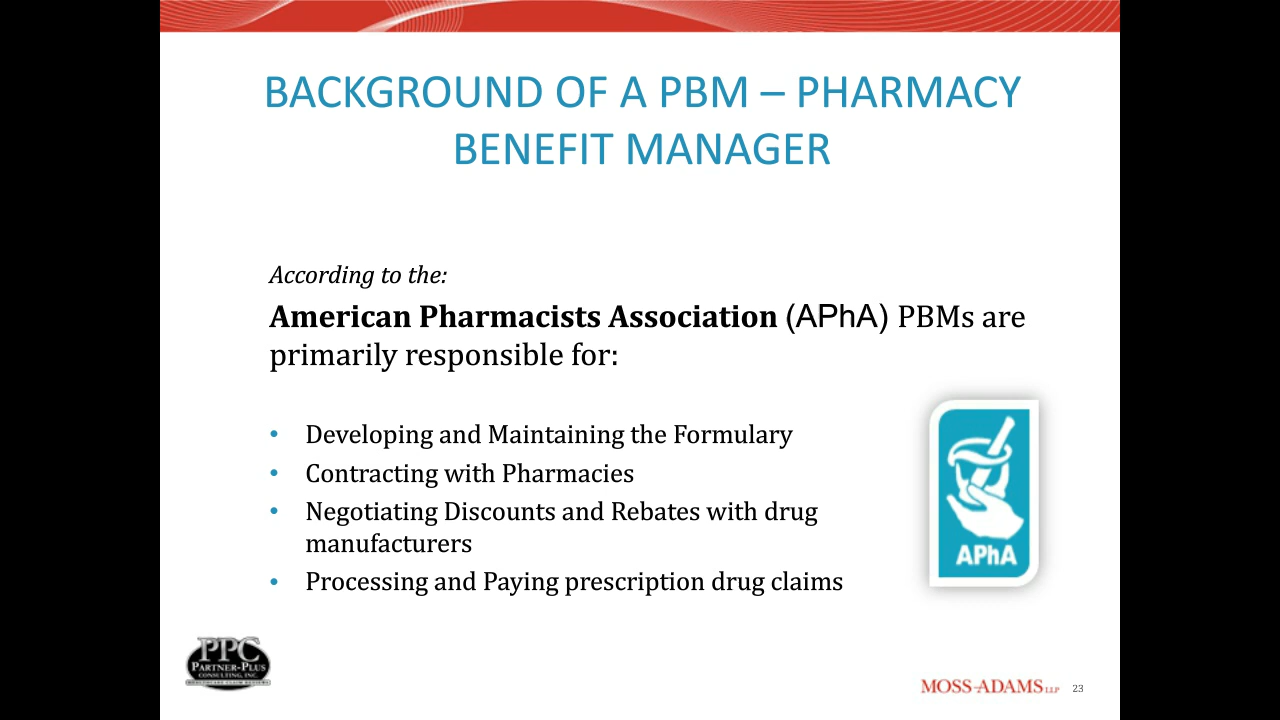 BACKGROUND OF A PBM – PHARMACY
BENEFIT MANAGER
According to the:
American Pharmacists Association (APhA) PBMs are
primarily responsible for:
• Developing and Maintaining the Formulary
• Contracting with Pharmacies
• Negotiating Discounts and Rebates with drug
manufacturers
• Processing and Paying prescription drug claims
APhA
PPC
PARTNER-PLUS
CONSULTING, INC.
MOSS-ADAMS LLP
23